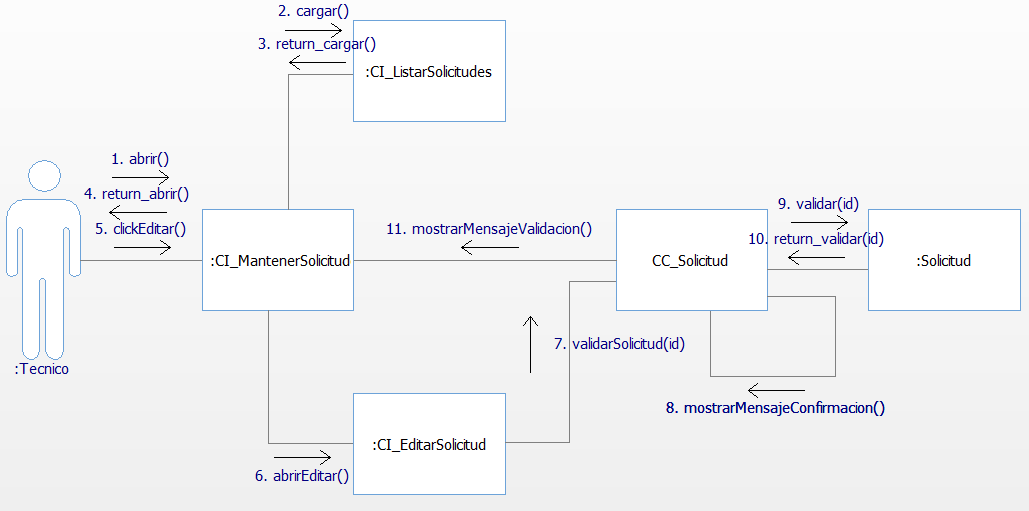 2. cargar()
3. return_cargar()
:CI_ListarSolicitudes
1. abrir()
4. return_abrir()
5. clickEditar()
:CI_MantenerSolicitud
11. mostrarMensajeValidacion()
CC_Solicitud
9. validar(id)
10. return_validar(id)
:Solicitud
:Tecnico
7. validarSolicitud(id)
8. mostrarMensajeConfirmacion()
:CI_EditarSolicitud
6. abrirEditar()